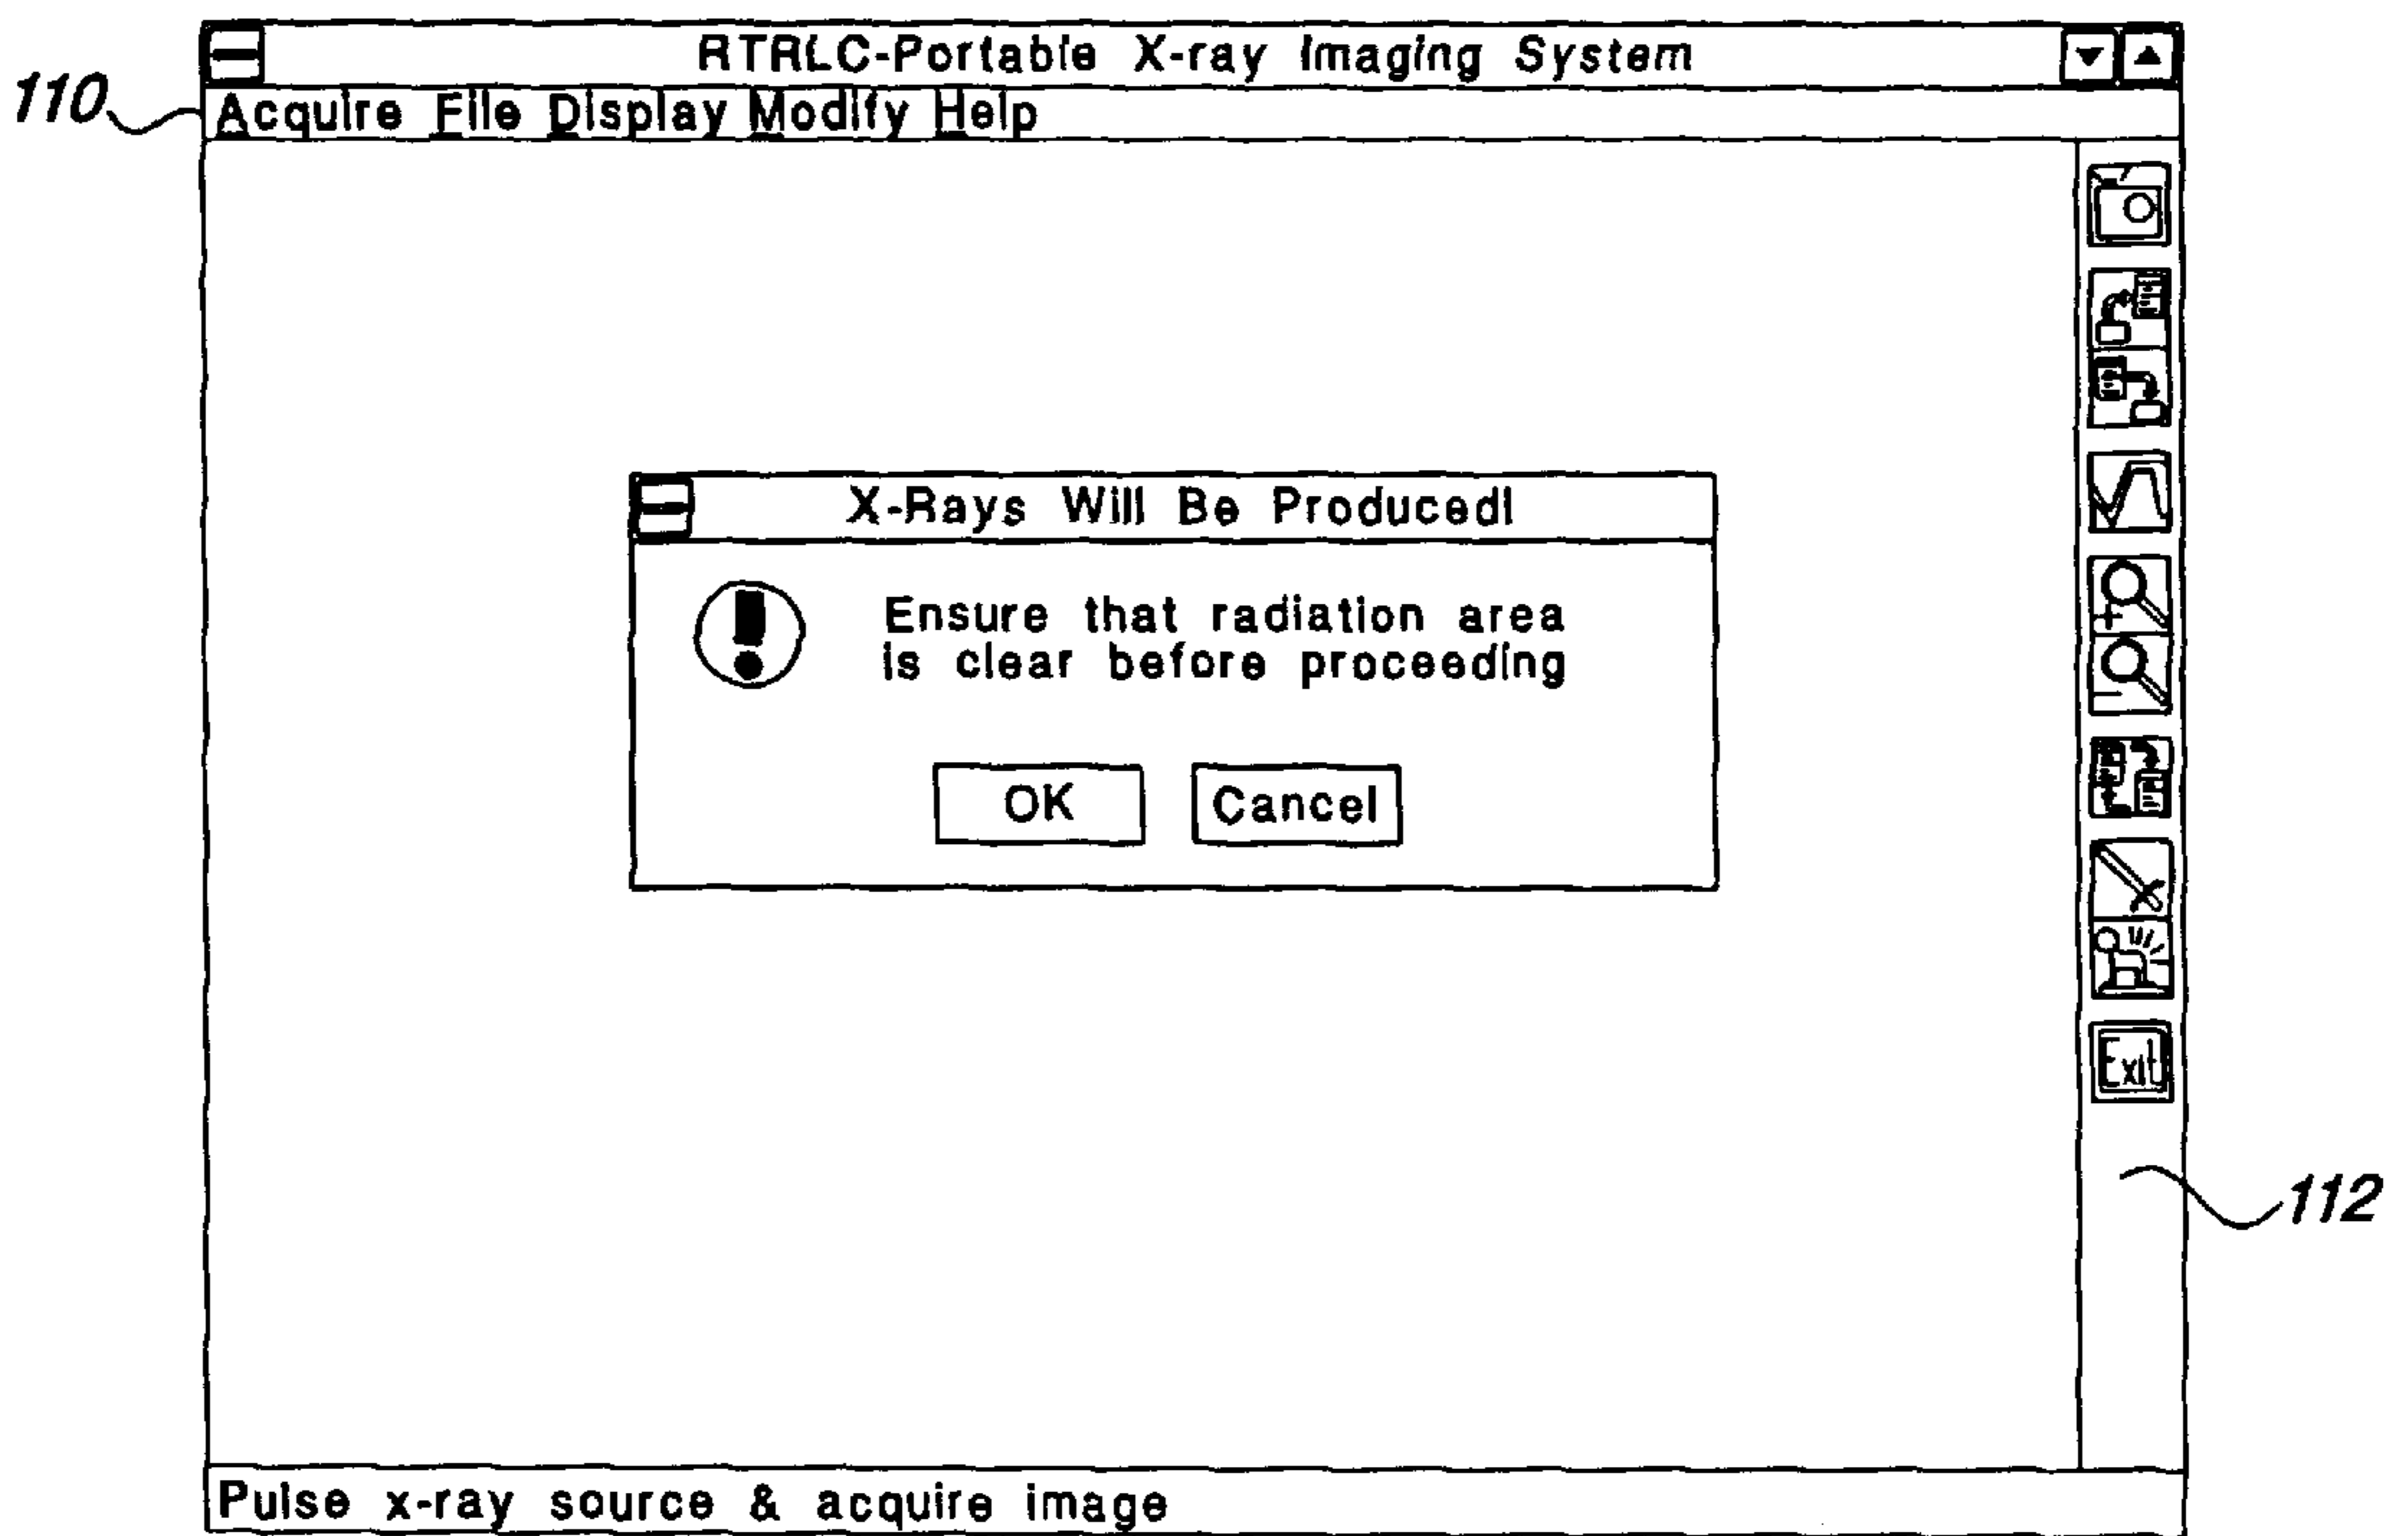 RTRLC-Portable X-ray Imaging System
110
Acquire File Display Modify Help
X-Rays Will Be Produced!
Ensure that radiation area
is clear before proceeding
OK Cancel
Exit
112
Pulse x-ray source & acquire image